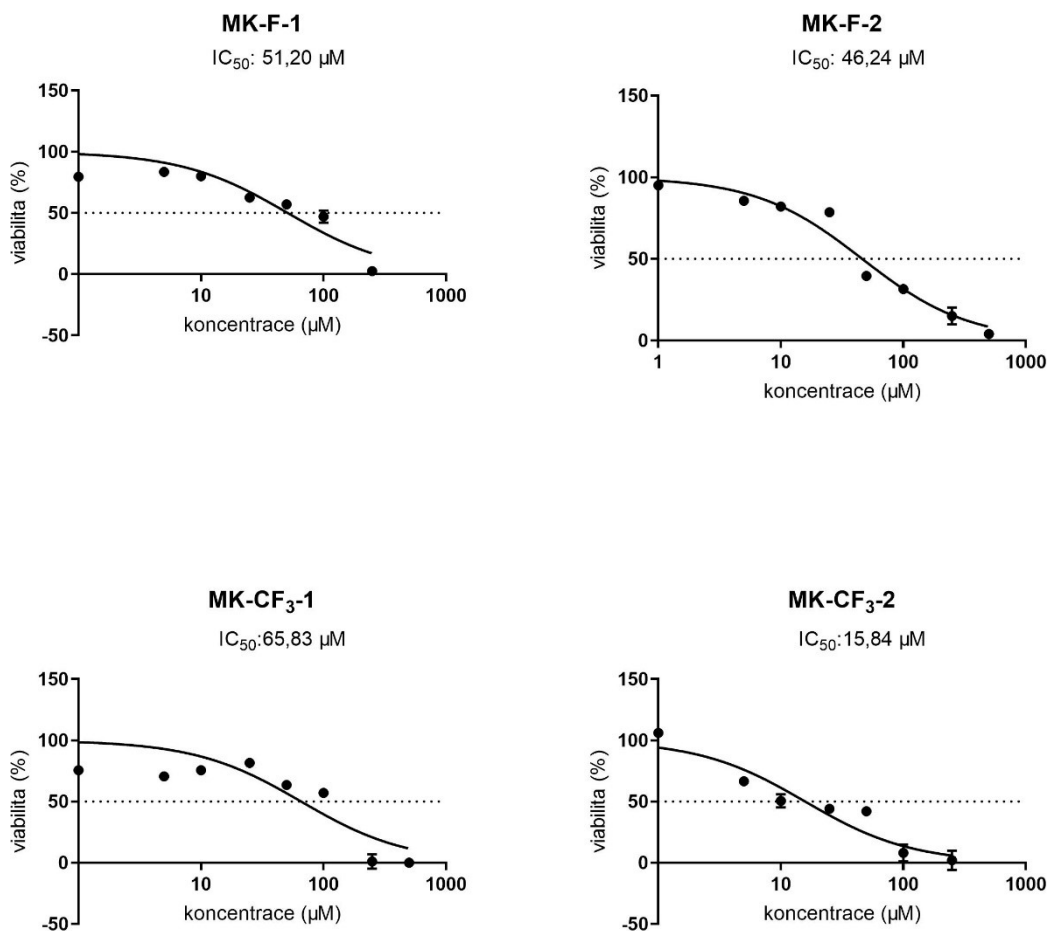 MK-F-1
IC₅₀: 51,20 µM
150
100
50
0
-50
10
100
1000
viabilita (%)
koncentrace (µM)
MK-F-2
IC₅₀: 46,24 µM
150
100
50
0
1
10
100
1000
viabilita (%)
koncentrace (µM)
MK-CF₃-1
IC₅₀:65,83 µM
150
100
50
0
-50
10
100
1000
viabilita (%)
koncentrace (µM)
MK-CF₃-2
IC₅₀:15,84 µM
150
100
50
0
-50
10
100
1000
viabilita (%)
koncentrace (µM)